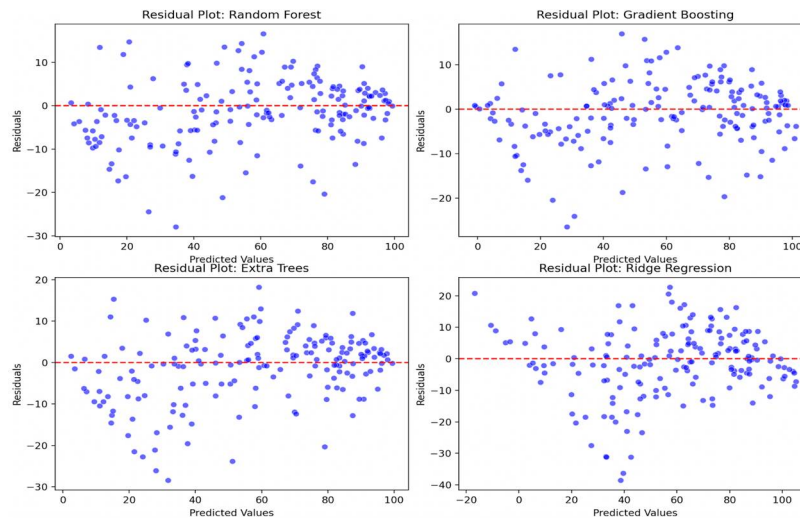 Residual Plot: Random Forest
Residuals
10
0
−10
−20
−30
0 20 40 60 80 100
Predicted Values
Residual Plot: Gradient Boosting
Residuals
10
0
−10
−20
0 20 40 60 80 100
Predicted Values
Residual Plot: Extra Trees
Residuals
20
10
0
−10
−20
−30
0 20 40 60 80 100
Predicted Values
Residual Plot: Ridge Regression
Residuals
20
10
0
−10
−20
−30
−40
−20 0 20 40 60 80 100
Predicted Values